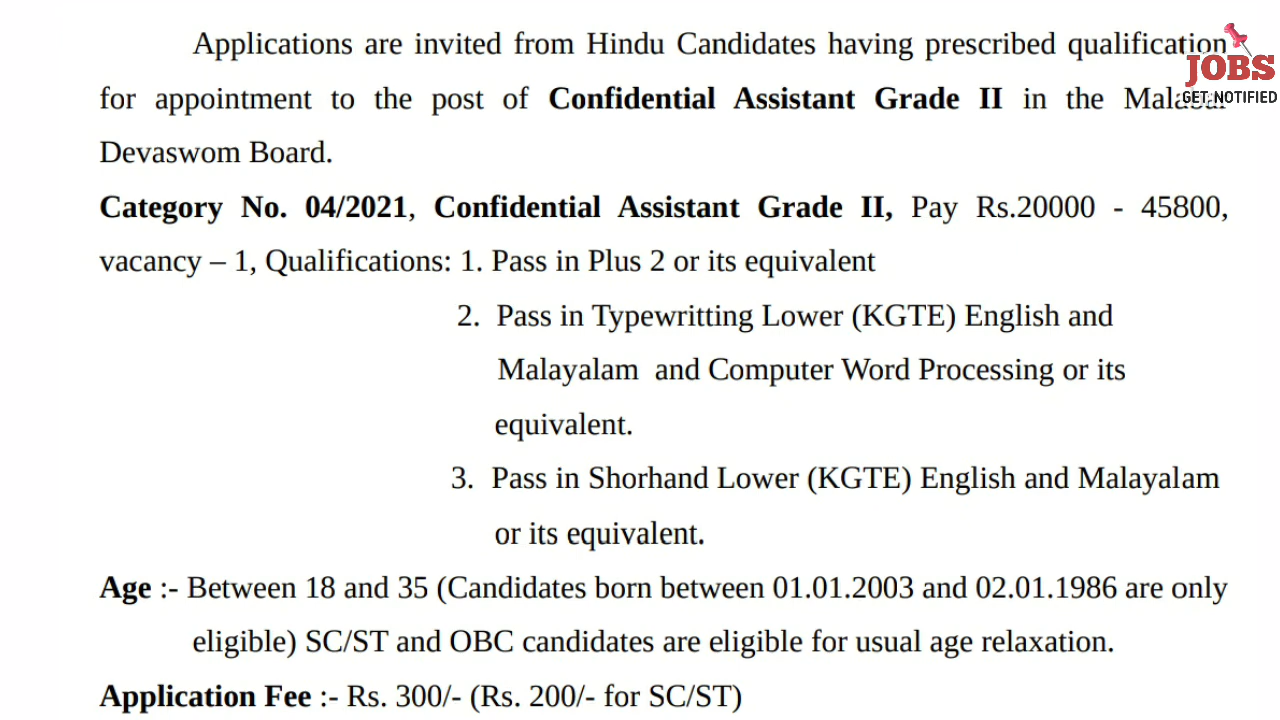 Applications are invited from Hindu Candidates having prescribed qualification
JOBS
GET NOTIFIED
for appointment to the post of Confidential Assistant Grade II in the Malabar
Devaswom Board.
Category No. 04/2021, Confidential Assistant Grade II, Pay Rs.20000 - 45800,
vacancy – 1, Qualifications: 1. Pass in Plus 2 or its equivalent
2. Pass in Typewritting Lower (KGTE) English and
Malayalam and Computer Word Processing or its
equivalent.
3. Pass in Shorhand Lower (KGTE) English and Malayalam
or its equivalent.
Age :- Between 18 and 35 (Candidates born between 01.01.2003 and 02.01.1986 are only
eligible) SC/ST and OBC candidates are eligible for usual age relaxation.
Application Fee :- Rs. 300/- (Rs. 200/- for SC/ST)